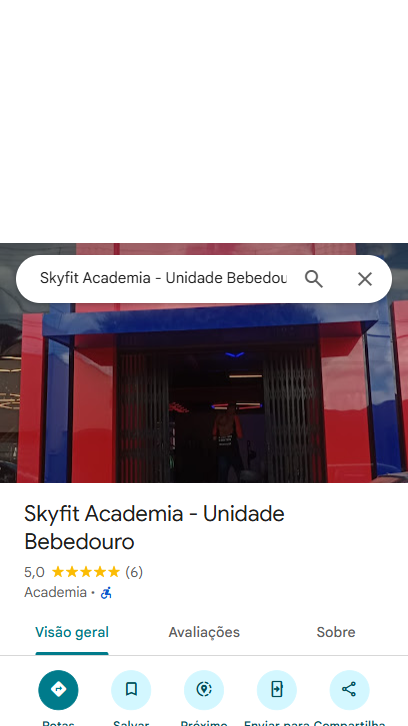 Skyfit Academia - Unidade Bebedou
Skyfit Academia - Unidade
Bebedouro
5,0 (6)
Academia ·
Visão geral Avaliações Sobre
Rotas Salvar Próximo Enviar para Compartilha